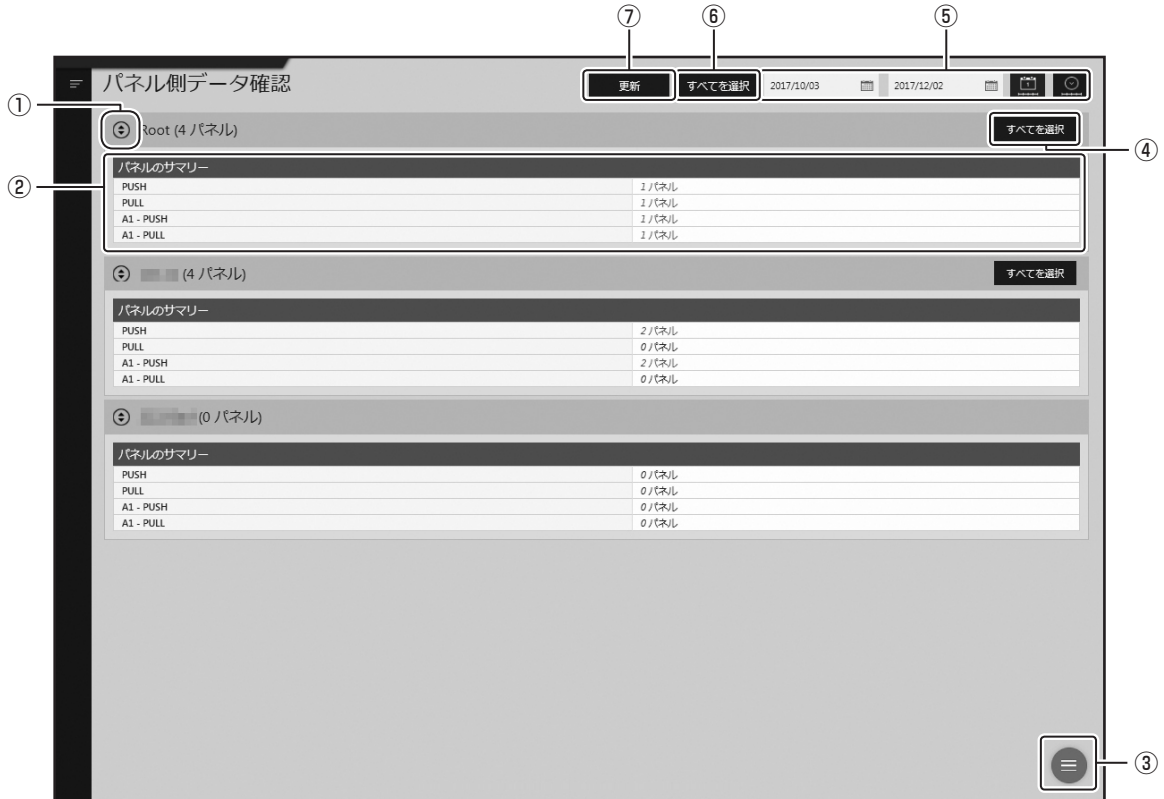 ⑦ ⑥ ⑤
パネル側データ確認 更新 すべてを選択 2017/10/03 2017/12/02
①
Root (4 パネル) すべてを選択
④
②
パネルのサマリー
PUSH 1 パネル
PULL 1 パネル
A1 - PUSH 1 パネル
A1 - PULL 1 パネル
(4 パネル) すべてを選択
パネルのサマリー
PUSH 2 パネル
PULL 0 パネル
A1 - PUSH 2 パネル
A1 - PULL 0 パネル
(0 パネル)
パネルのサマリー
PUSH 0 パネル
PULL 0 パネル
A1 - PUSH 0 パネル
A1 - PULL 0 パネル
③